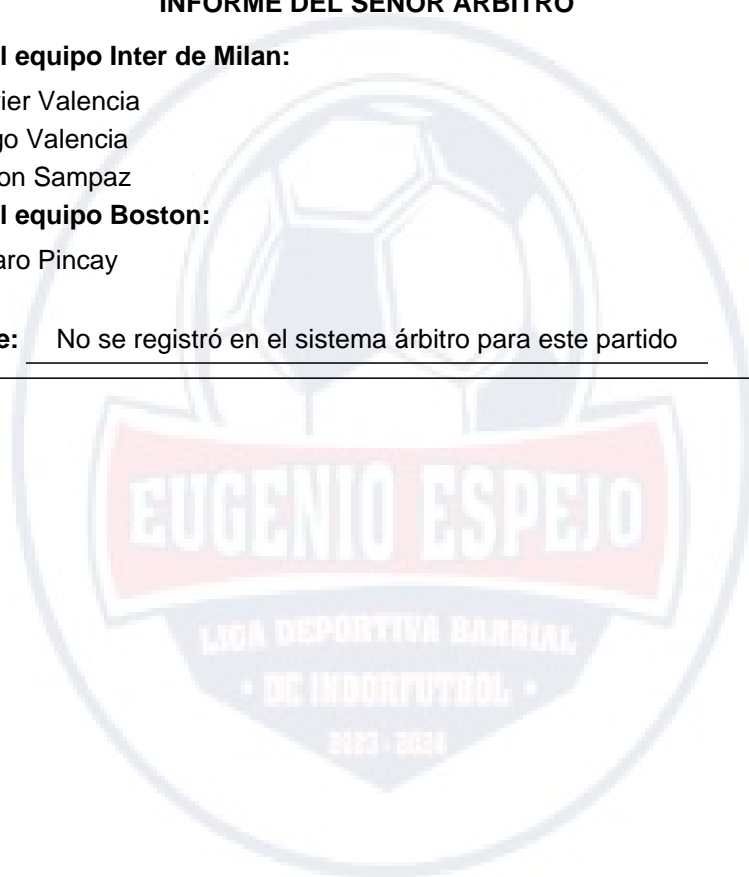 INFORME DEL SEÑOR ÁRBITRO
l equipo Inter de Milan:
ier Valencia
go Valencia
on Sampaz
l equipo Boston:
aro Pincay
e: No se registró en el sistema árbitro para este partido
EUGENIO ESPEJO
LIGA DEPORTIVA BARRIAL
• DE INDORFUTBOL •
2023 - 2024